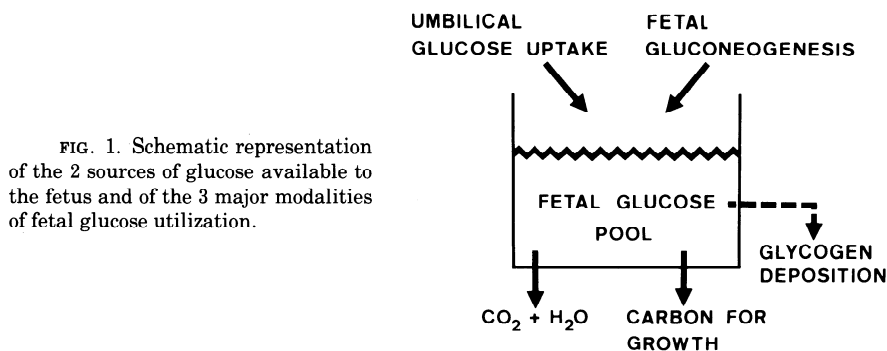 FIG. 1. Schematic representation
of the 2 sources of glucose available to
the fetus and of the 3 major modalities
of fetal glucose utilization.
UMBILICAL
GLUCOSE UPTAKE
FETAL
GLUCONEOGENESIS
FETAL GLUCOSE
POOL
GLYCOGEN
DEPOSITION
CO₂ + H₂O
CARBON FOR
GROWTH